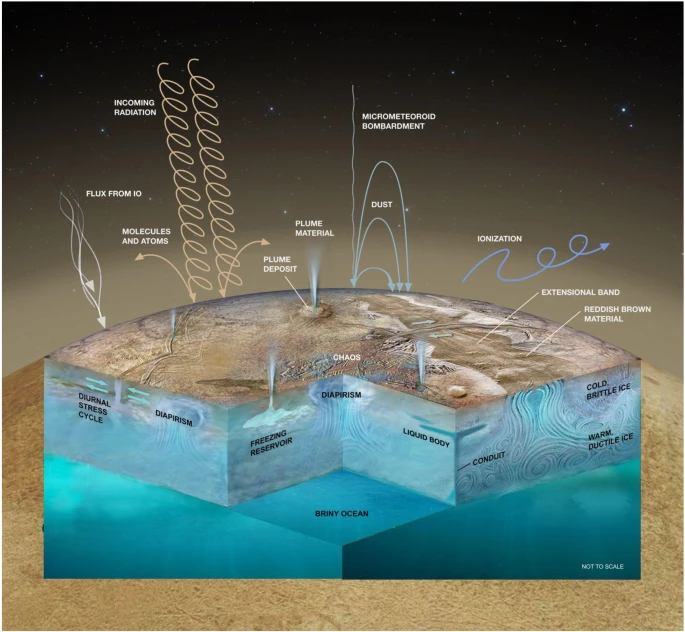 INCOMING
RADIATION
MICROMETEOROID
BOMBARDMENT
FLUX FROM IO
DUST
MOLECULES
AND ATOMS
PLUME
MATERIAL
IONIZATION
PLUME
DEPOSIT
EXTENSIONAL BAND
REDDISH BROWN
MATERIAL
CHAOS
DIURNAL
STRESS
CYCLE
DIAPIRISM
DIAPIRISM
COLD,
BRITTLE ICE
FREEZING
RESERVOIR
LIQUID BODY
WARM,
DUCTILE ICE
CONDUIT
BRINY OCEAN
NOT TO SCALE